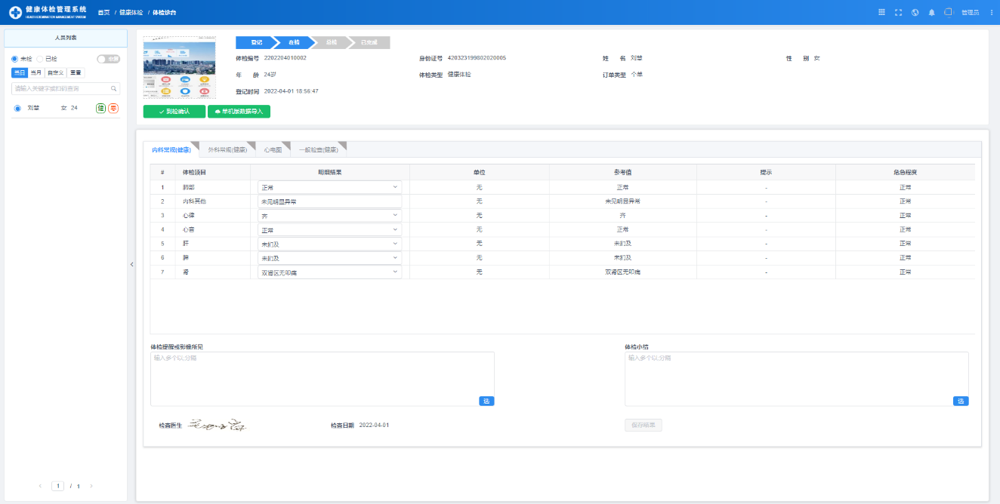 健康体检管理系统
HEALTH EXAMINATION MANAGEMENT SYSTEM
首页 / 健康体检 / 体检诊台
管理员
人员列表
未检 已检
当日 当月 自定义 重置
请输入关键字或扫码查询
刘慧 女 24 健 零
1 / 1
登记 在检 总检 已完成
体检编号 2202204010002 身份证号 420323199802020005 姓 名 刘慧 性 别 女
年 龄 24岁 体检类型 健康体检 订单类型 个单
登记时间 2022-04-01 18:56:47
到检确认 单机版数据导入
内科常规(健康) 外科常规(健康) 心电图 一般检查(健康)
# 体检项目 明细结果 单位 参考值 提示 危急程度
1 肺部 正常 无 正常 - 正常
2 内科其他 未见明显异常 无 未见明显异常 - 正常
3 心律 齐 无 齐 - 正常
4 心音 正常 无 正常 - 正常
5 肝 未扪及 无 未扪及 - 正常
6 脾 未扪及 无 未扪及 - 正常
7 肾 双肾区无叩痛 无 双肾区无叩痛 - 正常
体检提醒或影像所见 体检小结
输入多个以,分隔 输入多个以,分隔
选 选
检查医生 检查日期 2022-04-01 保存结果